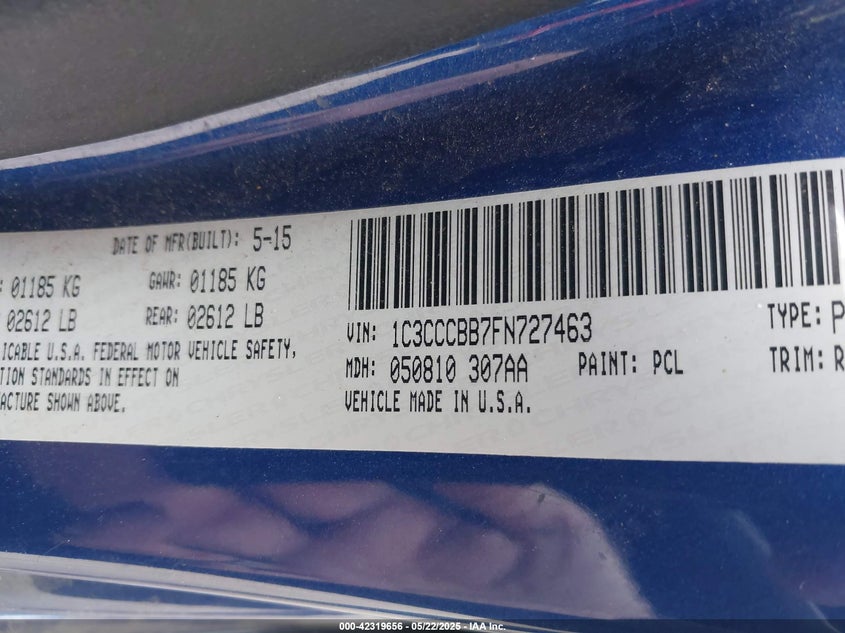 DATE OF MFR(BUILT): 5-15
: 01185 KG GAWR: 01185 KG
02612 LB REAR: 02612 LB
ICABLE U.S.A. FEDERAL MOTOR VEHICLE SAFETY,
TION STANDARDS IN EFFECT ON
FACTURE SHOWN ABOVE.
VIN: 1C3CCCBB7FN727463 TYPE: P
MDH: 050810 307AA PAINT: PCL TRIM: R
VEHICLE MADE IN U.S.A.
000-42319656 - 05/22/2025 - IAA Inc.